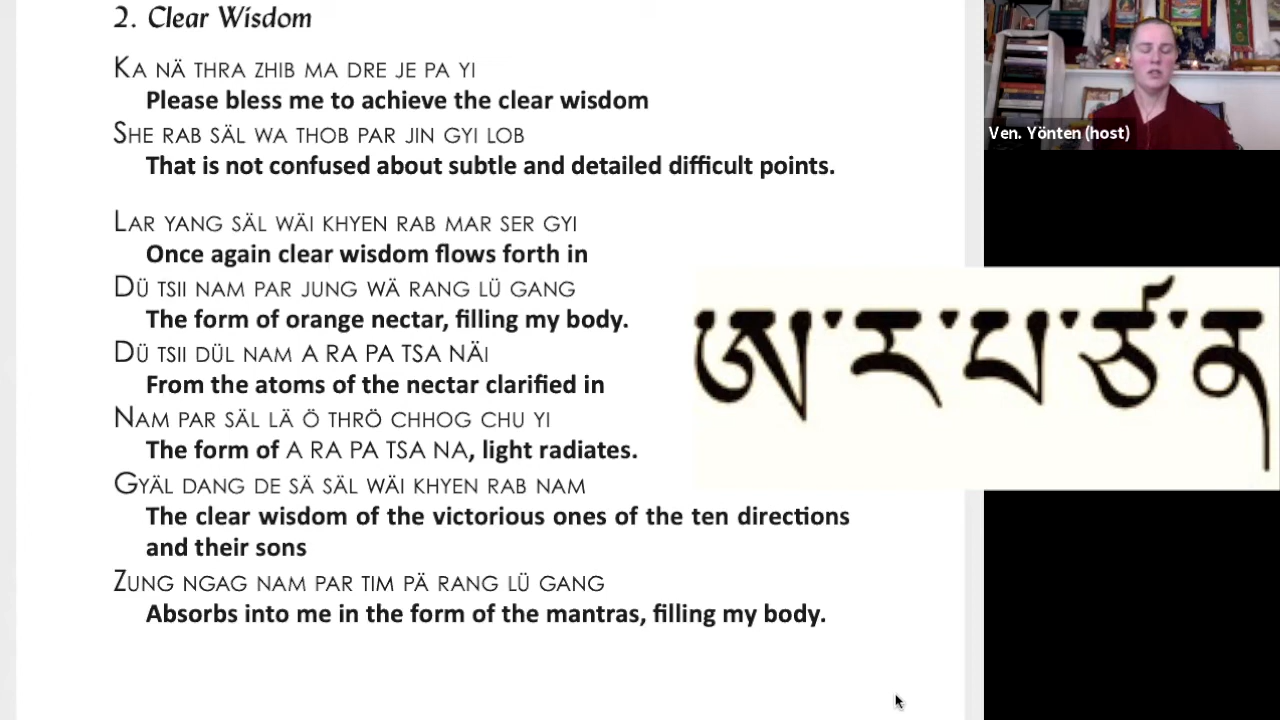 2. Clear Wisdom
KA NÄ THRA ZHIB MA DRE JE PA YI
Please bless me to achieve the clear wisdom
SHE RAB SÄL WA THOB PAR JIN GYI LOB
That is not confused about subtle and detailed difficult points.
LAR YANG SÄL WÄI KHYEN RAB MAR SER GYI
Once again clear wisdom flows forth in
DÜ TSII NAM PAR JUNG WÄ RANG LÜ GANG
The form of orange nectar, filling my body.
DÜ TSII DÜL NAM A RA PA TSA NÄI
From the atoms of the nectar clarified in
NAM PAR SÄL LÄ Ö THRÖ CHHOG CHU YI
The form of A RA PA TSA NA, light radiates.
GYÄL DANG DE SÄ SÄL WÄI KHYEN RAB NAM
The clear wisdom of the victorious ones of the ten directions
and their sons
ZUNG NGAG NAM PAR TIM PÄ RANG LÜ GANG
Absorbs into me in the form of the mantras, filling my body.
ཨ་ར་པ་ཙ་ན
Ven. Yönten (host)